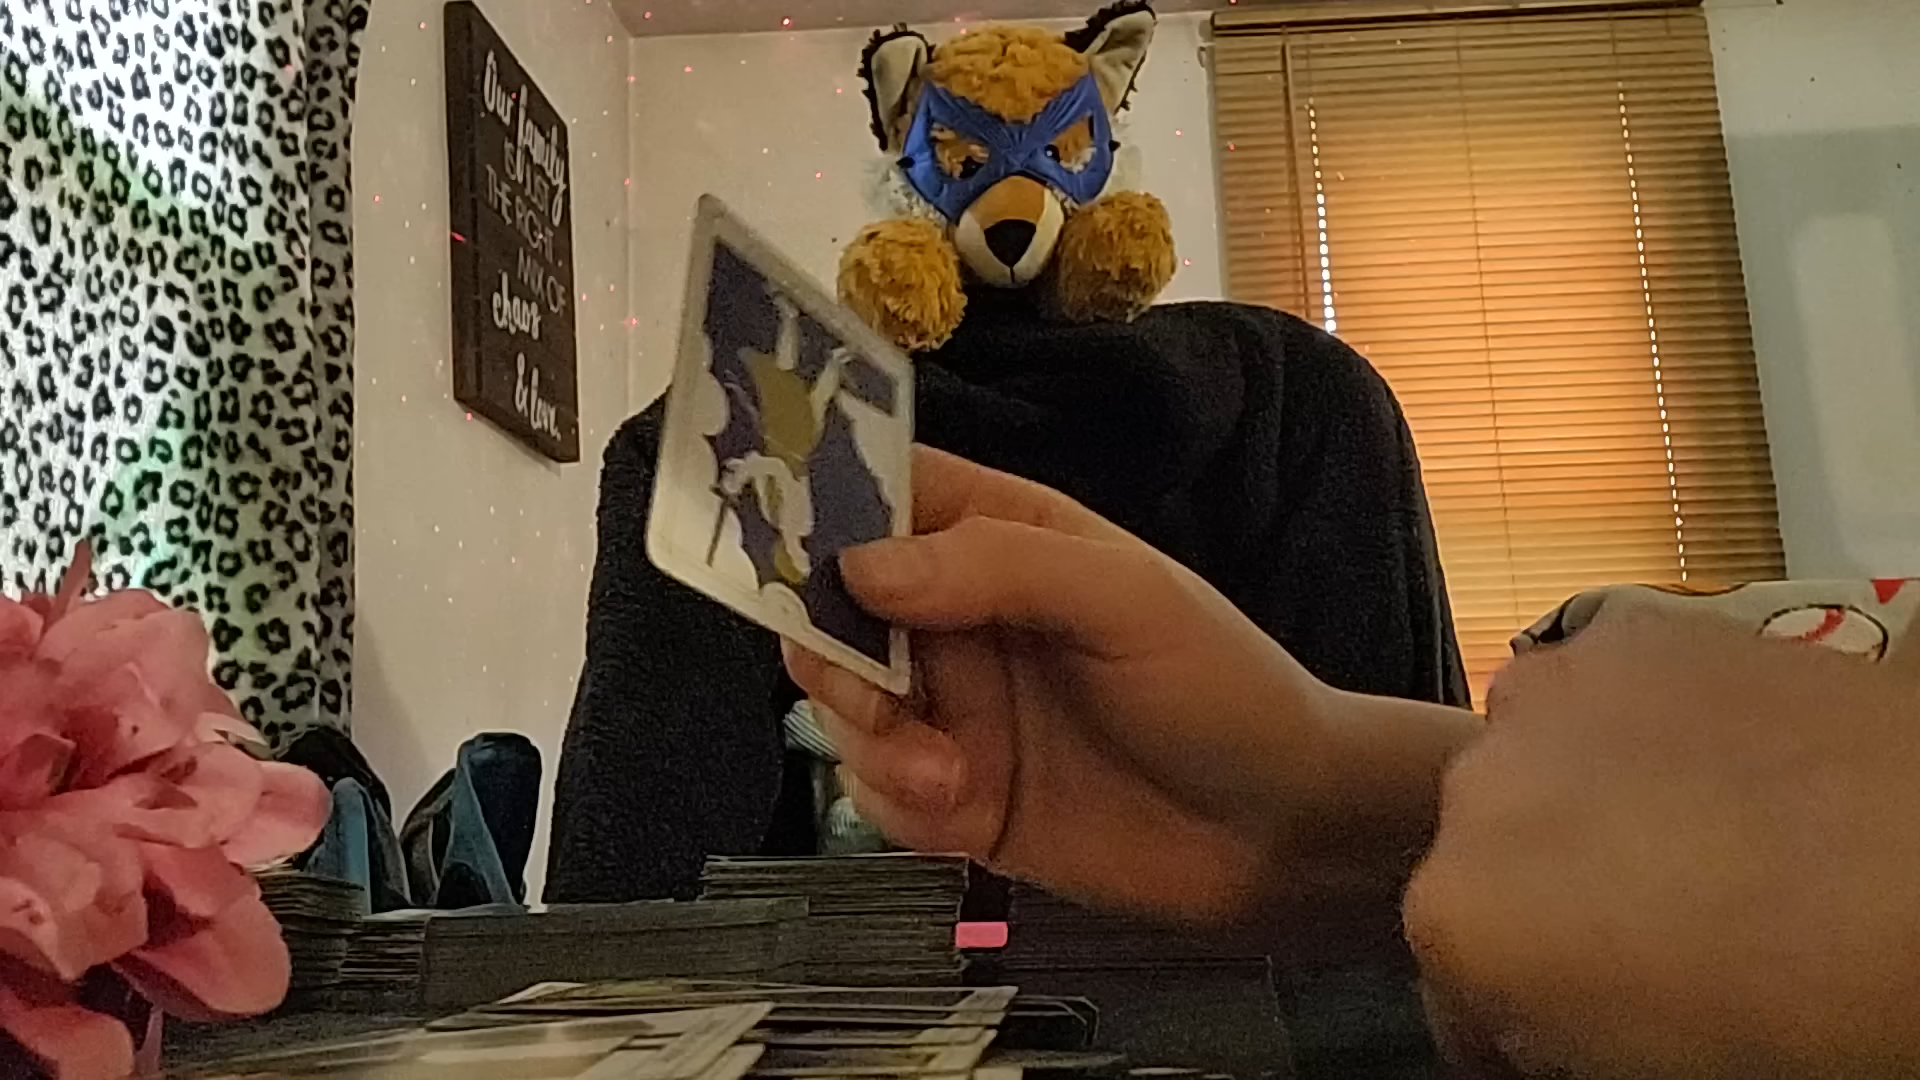 Our family
IS JUST
THE RIGHT
MIX OF
chaos
& love.